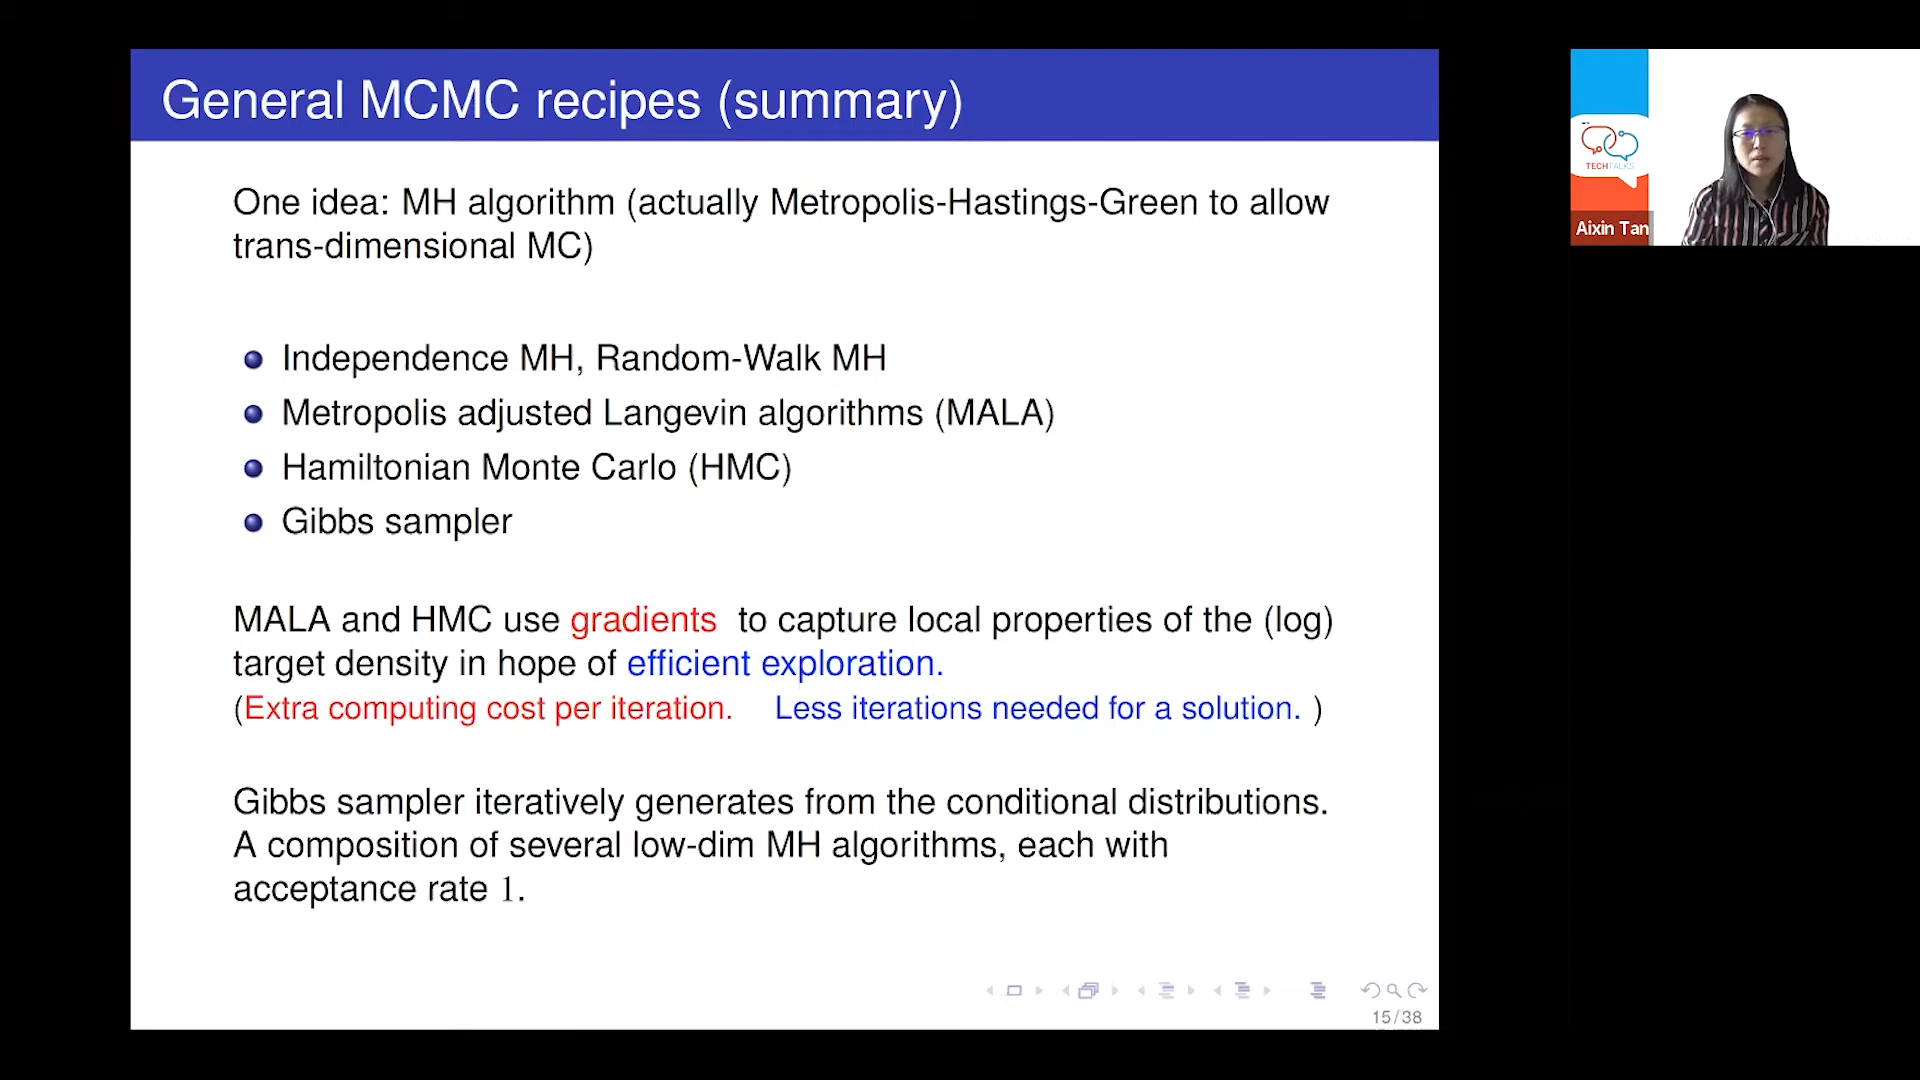 General MCMC recipes (summary)
One idea: MH algorithm (actually Metropolis-Hastings-Green to allow
trans-dimensional MC)
Independence MH, Random-Walk MH
Metropolis adjusted Langevin algorithms (MALA)
Hamiltonian Monte Carlo (HMC)
Gibbs sampler
MALA and HMC use gradients to capture local properties of the (log)
target density in hope of efficient exploration.
(Extra computing cost per iteration. Less iterations needed for a solution. )
Gibbs sampler iteratively generates from the conditional distributions.
A composition of several low-dim MH algorithms, each with
acceptance rate 1.
15/38
TECHTALKS
Aixin Tan